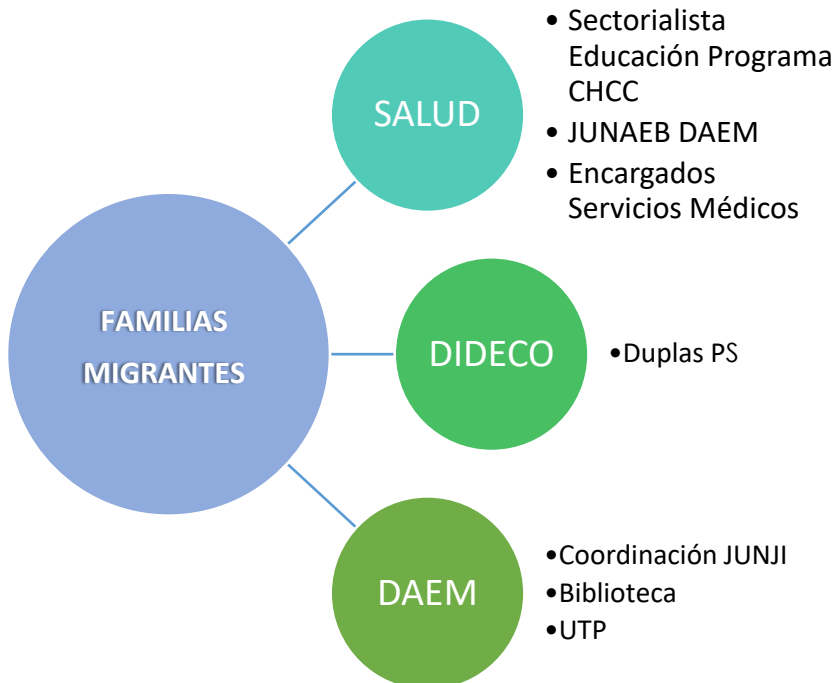 SALUD
• Sectorialista
Educación Programa
CHCC
• JUNAEB DAEM
• Encargados
Servicios Médicos
FAMILIAS
MIGRANTES
DIDECO
•Duplas PS
DAEM
•Coordinación JUNJI
•Biblioteca
•UTP